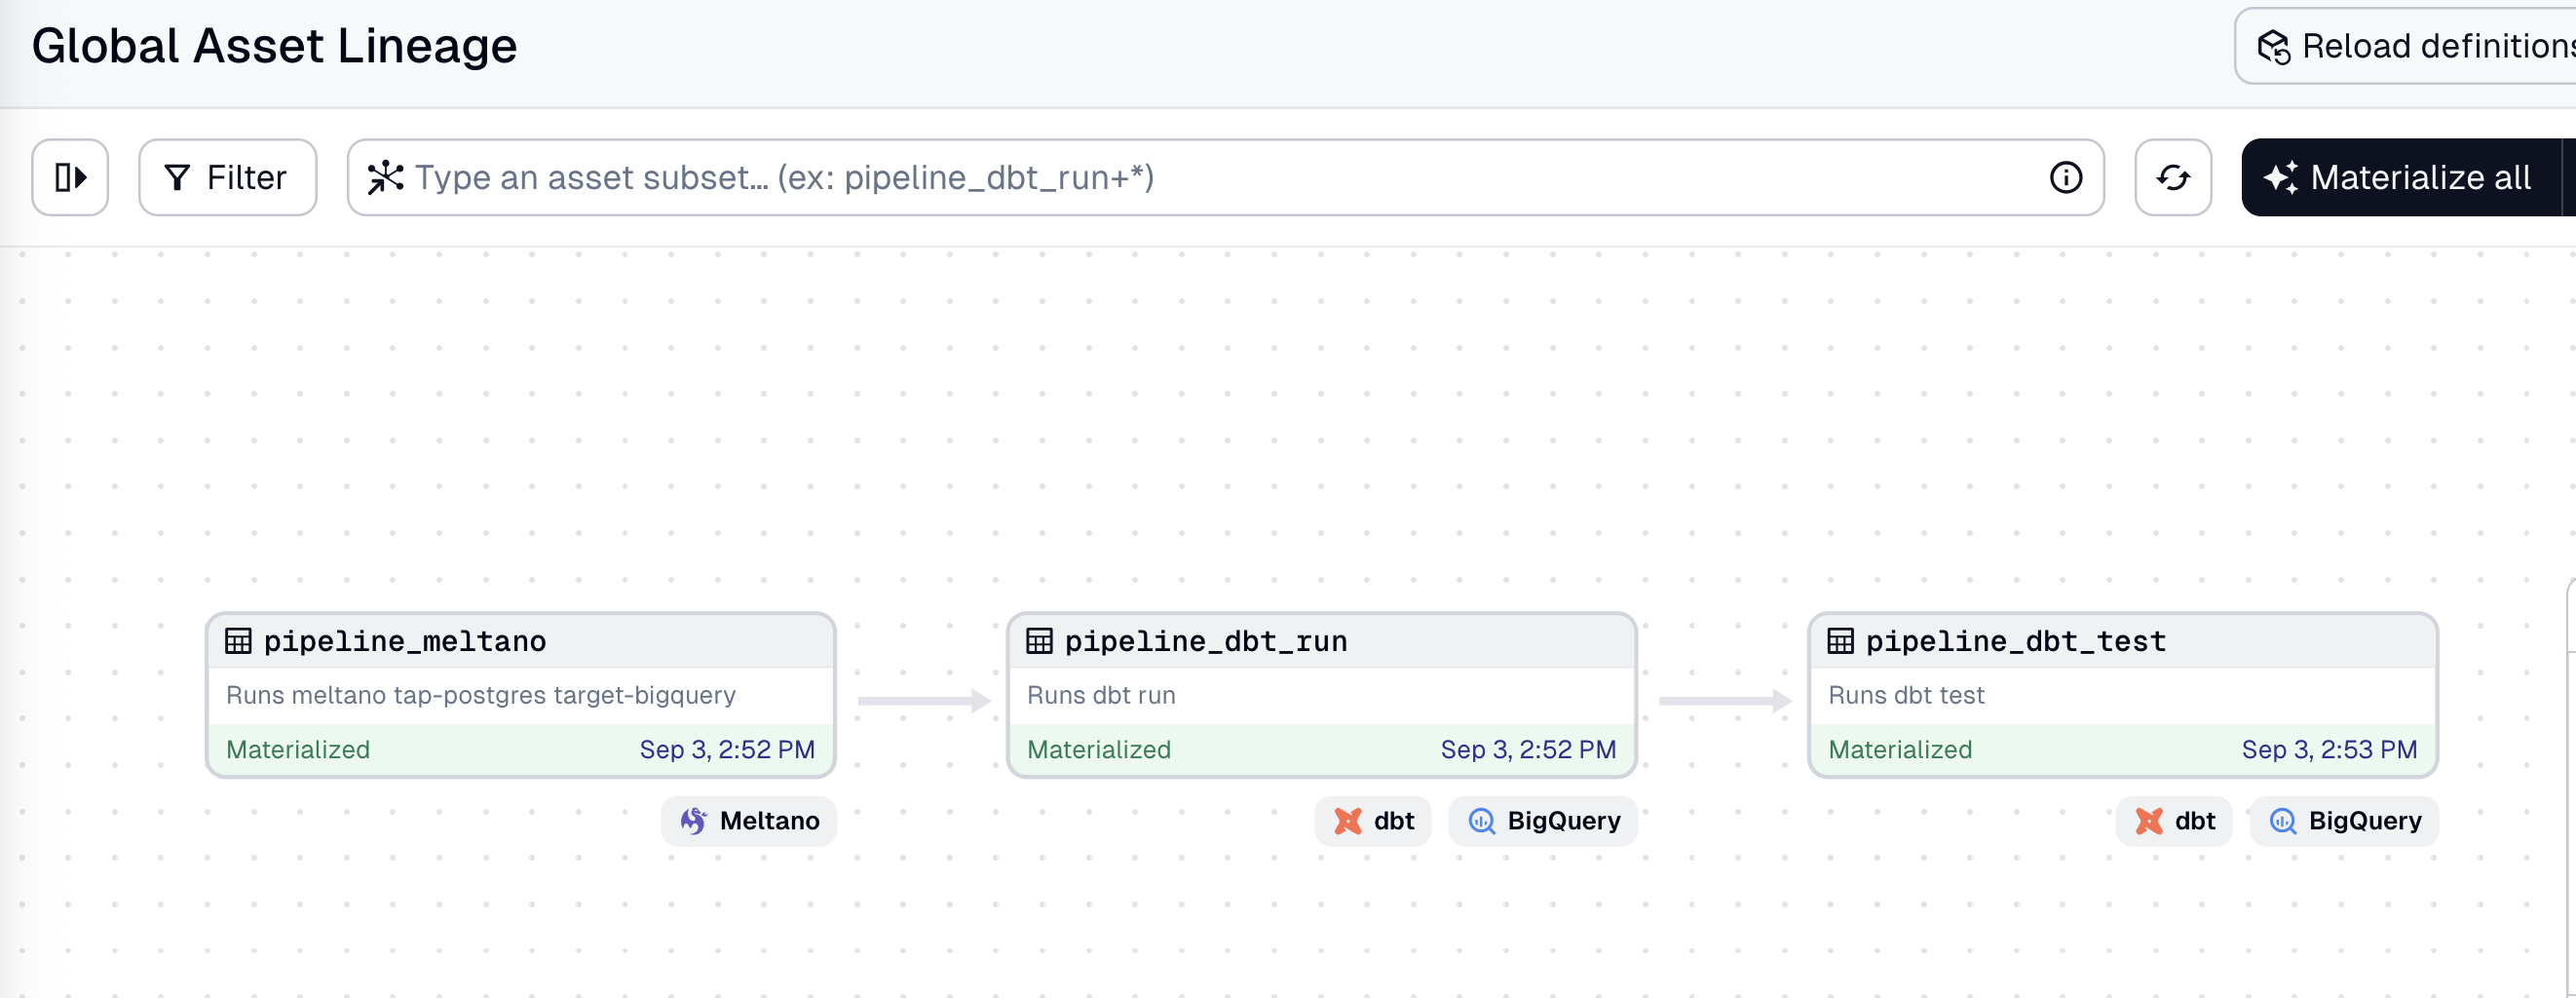 Global Asset Lineage
Reload definitions
Filter
Type an asset subset... (ex: pipeline_dbt_run+*)
Materialize all
pipeline_meltano
Runs meltano tap-postgres target-bigquery
Materialized Sep 3, 2:52 PM
Meltano
pipeline_dbt_run
Runs dbt run
Materialized Sep 3, 2:52 PM
dbt BigQuery
pipeline_dbt_test
Runs dbt test
Materialized Sep 3, 2:53 PM
dbt BigQuery